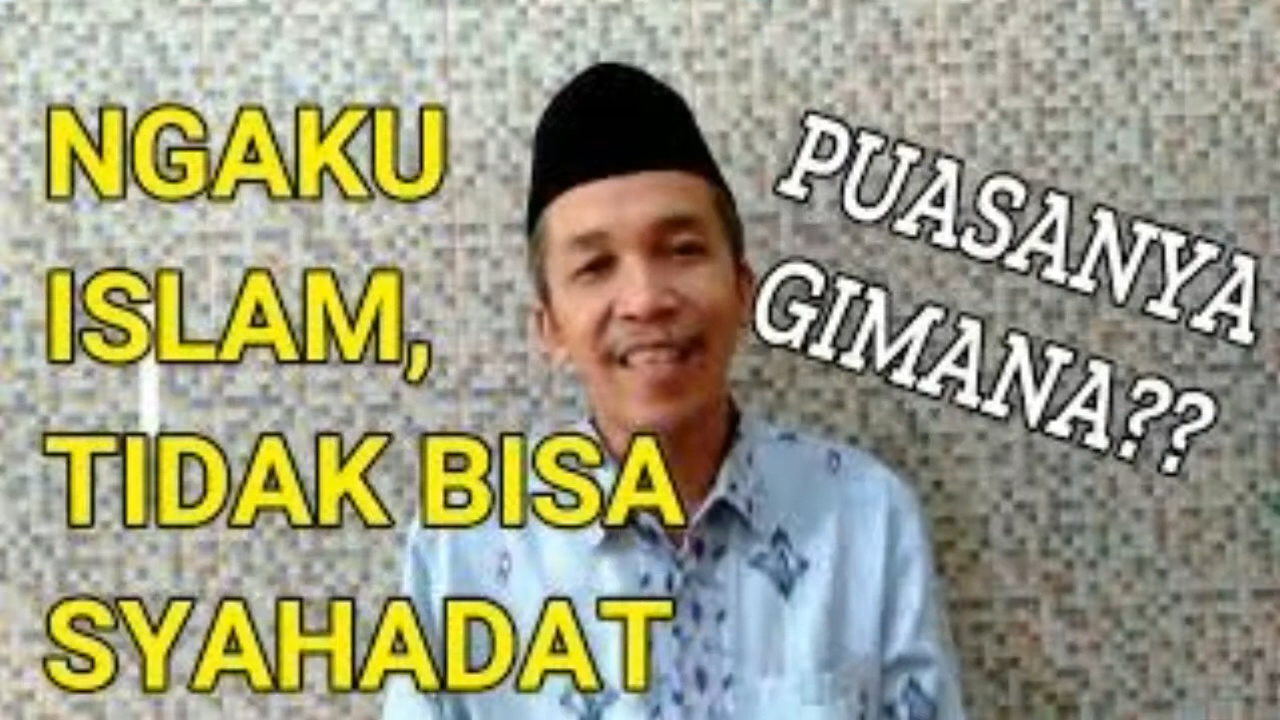 NGAKU
ISLAM,
TIDAK BISA
SYAHADAT
PUASANYA
GIMANA??